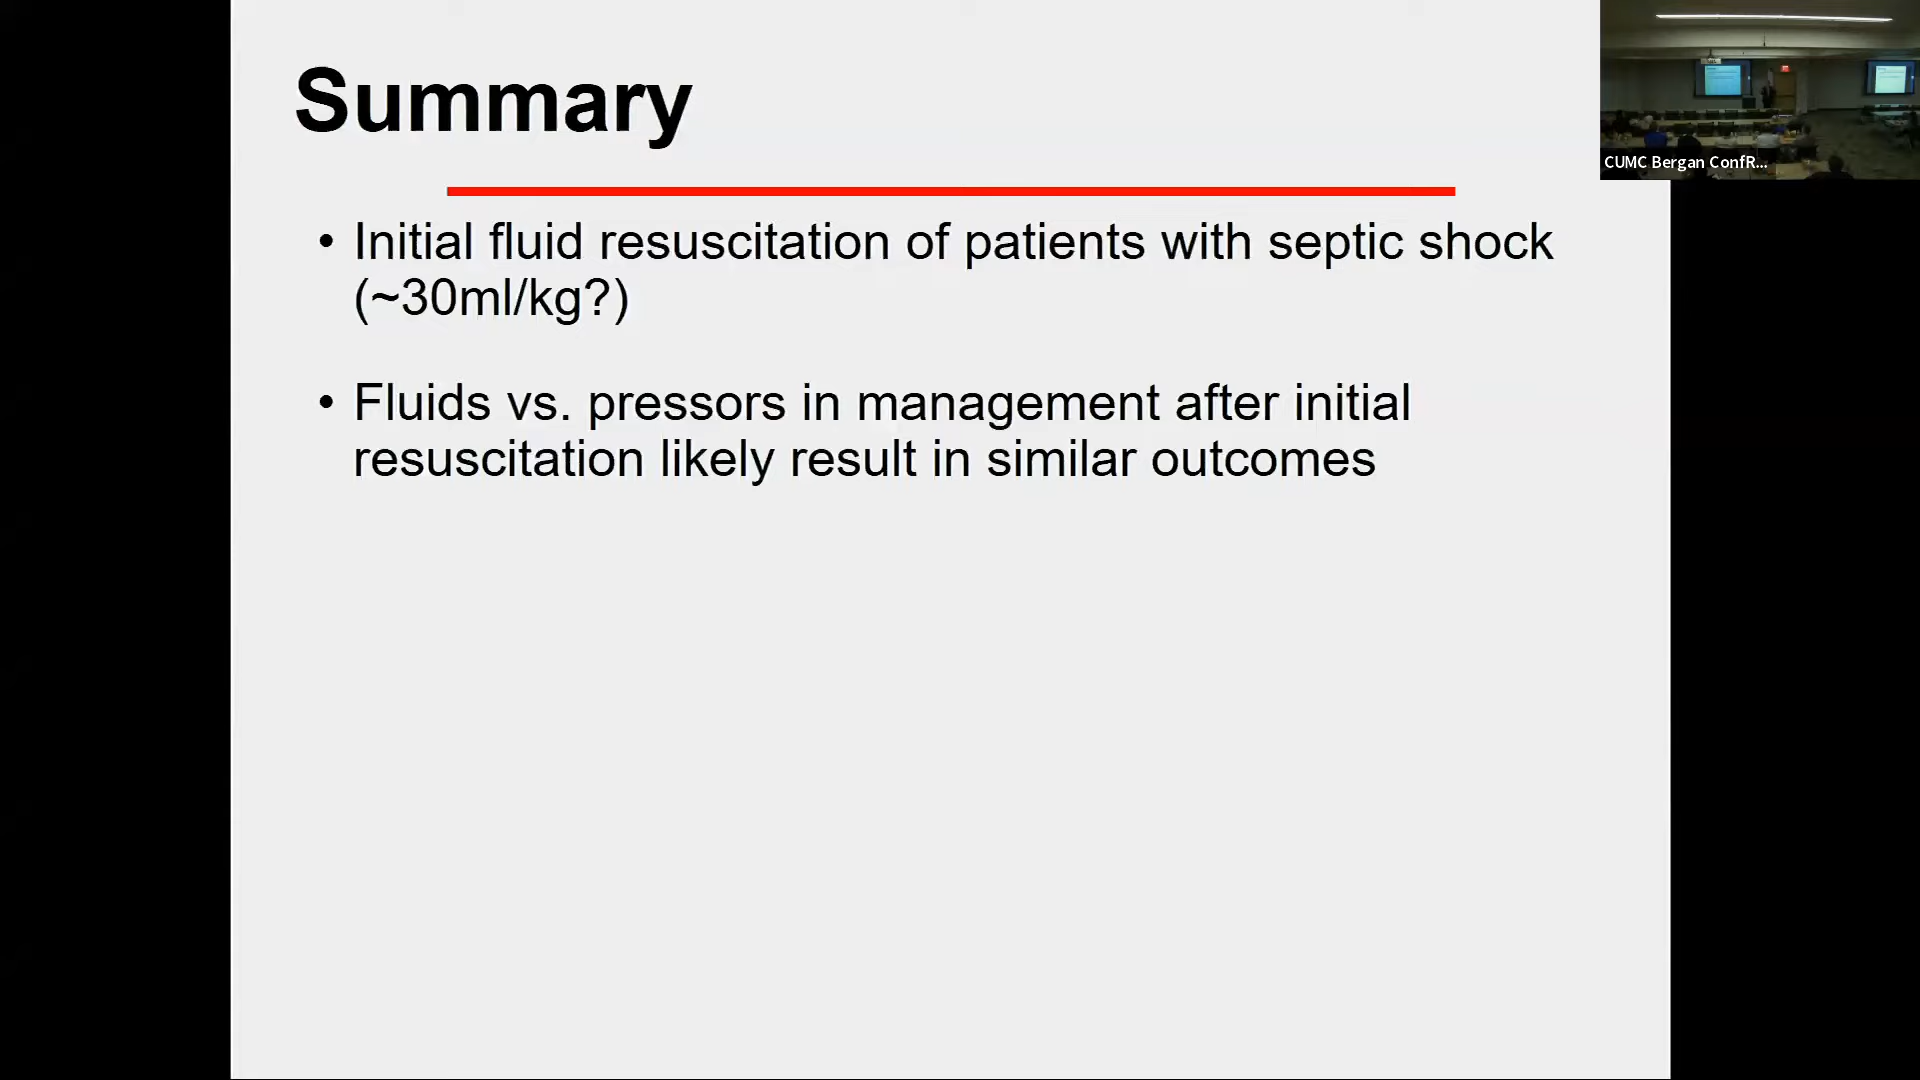 Summary
• Initial fluid resuscitation of patients with septic shock
(~30ml/kg?)
• Fluids vs. pressors in management after initial
resuscitation likely result in similar outcomes
CUMC Bergan ConfR...